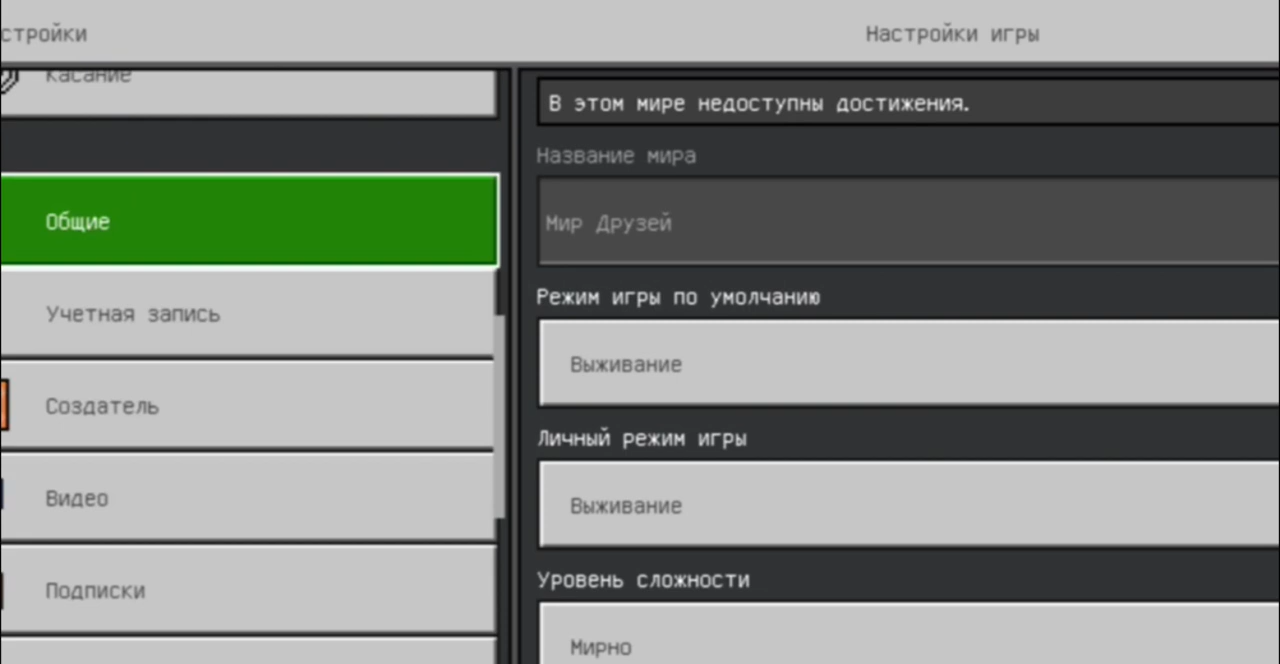 стройки
Настройки игры
Касание
Общие
Учетная запись
Создатель
Видео
Подписки
В этом мире недоступны достижения.
Название мира
Мир Друзей
Режим игры по умолчанию
Выживание
Личный режим игры
Выживание
Уровень сложности
Мирно